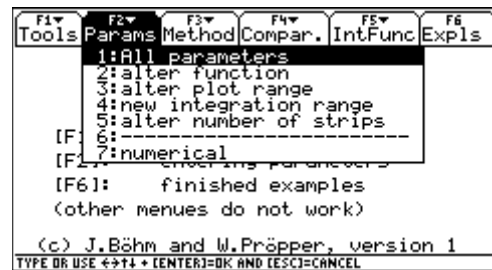 F1 F2 F3 F4 F5 F6
Tools Params Method Compar. IntFunc Expls
1:All parameters
2:alter function
3:alter plot range
4:new integration range
5:alter number of strips
6:-------------------------
7:numerical
[F
[F
[F6]: finished examples
(other menues do not work)
(c) J.Böhm and W.Pröpper, version 1
TYPE OR USE ←→↑↓ + [ENTER]=OK AND [ESC]=CANCEL